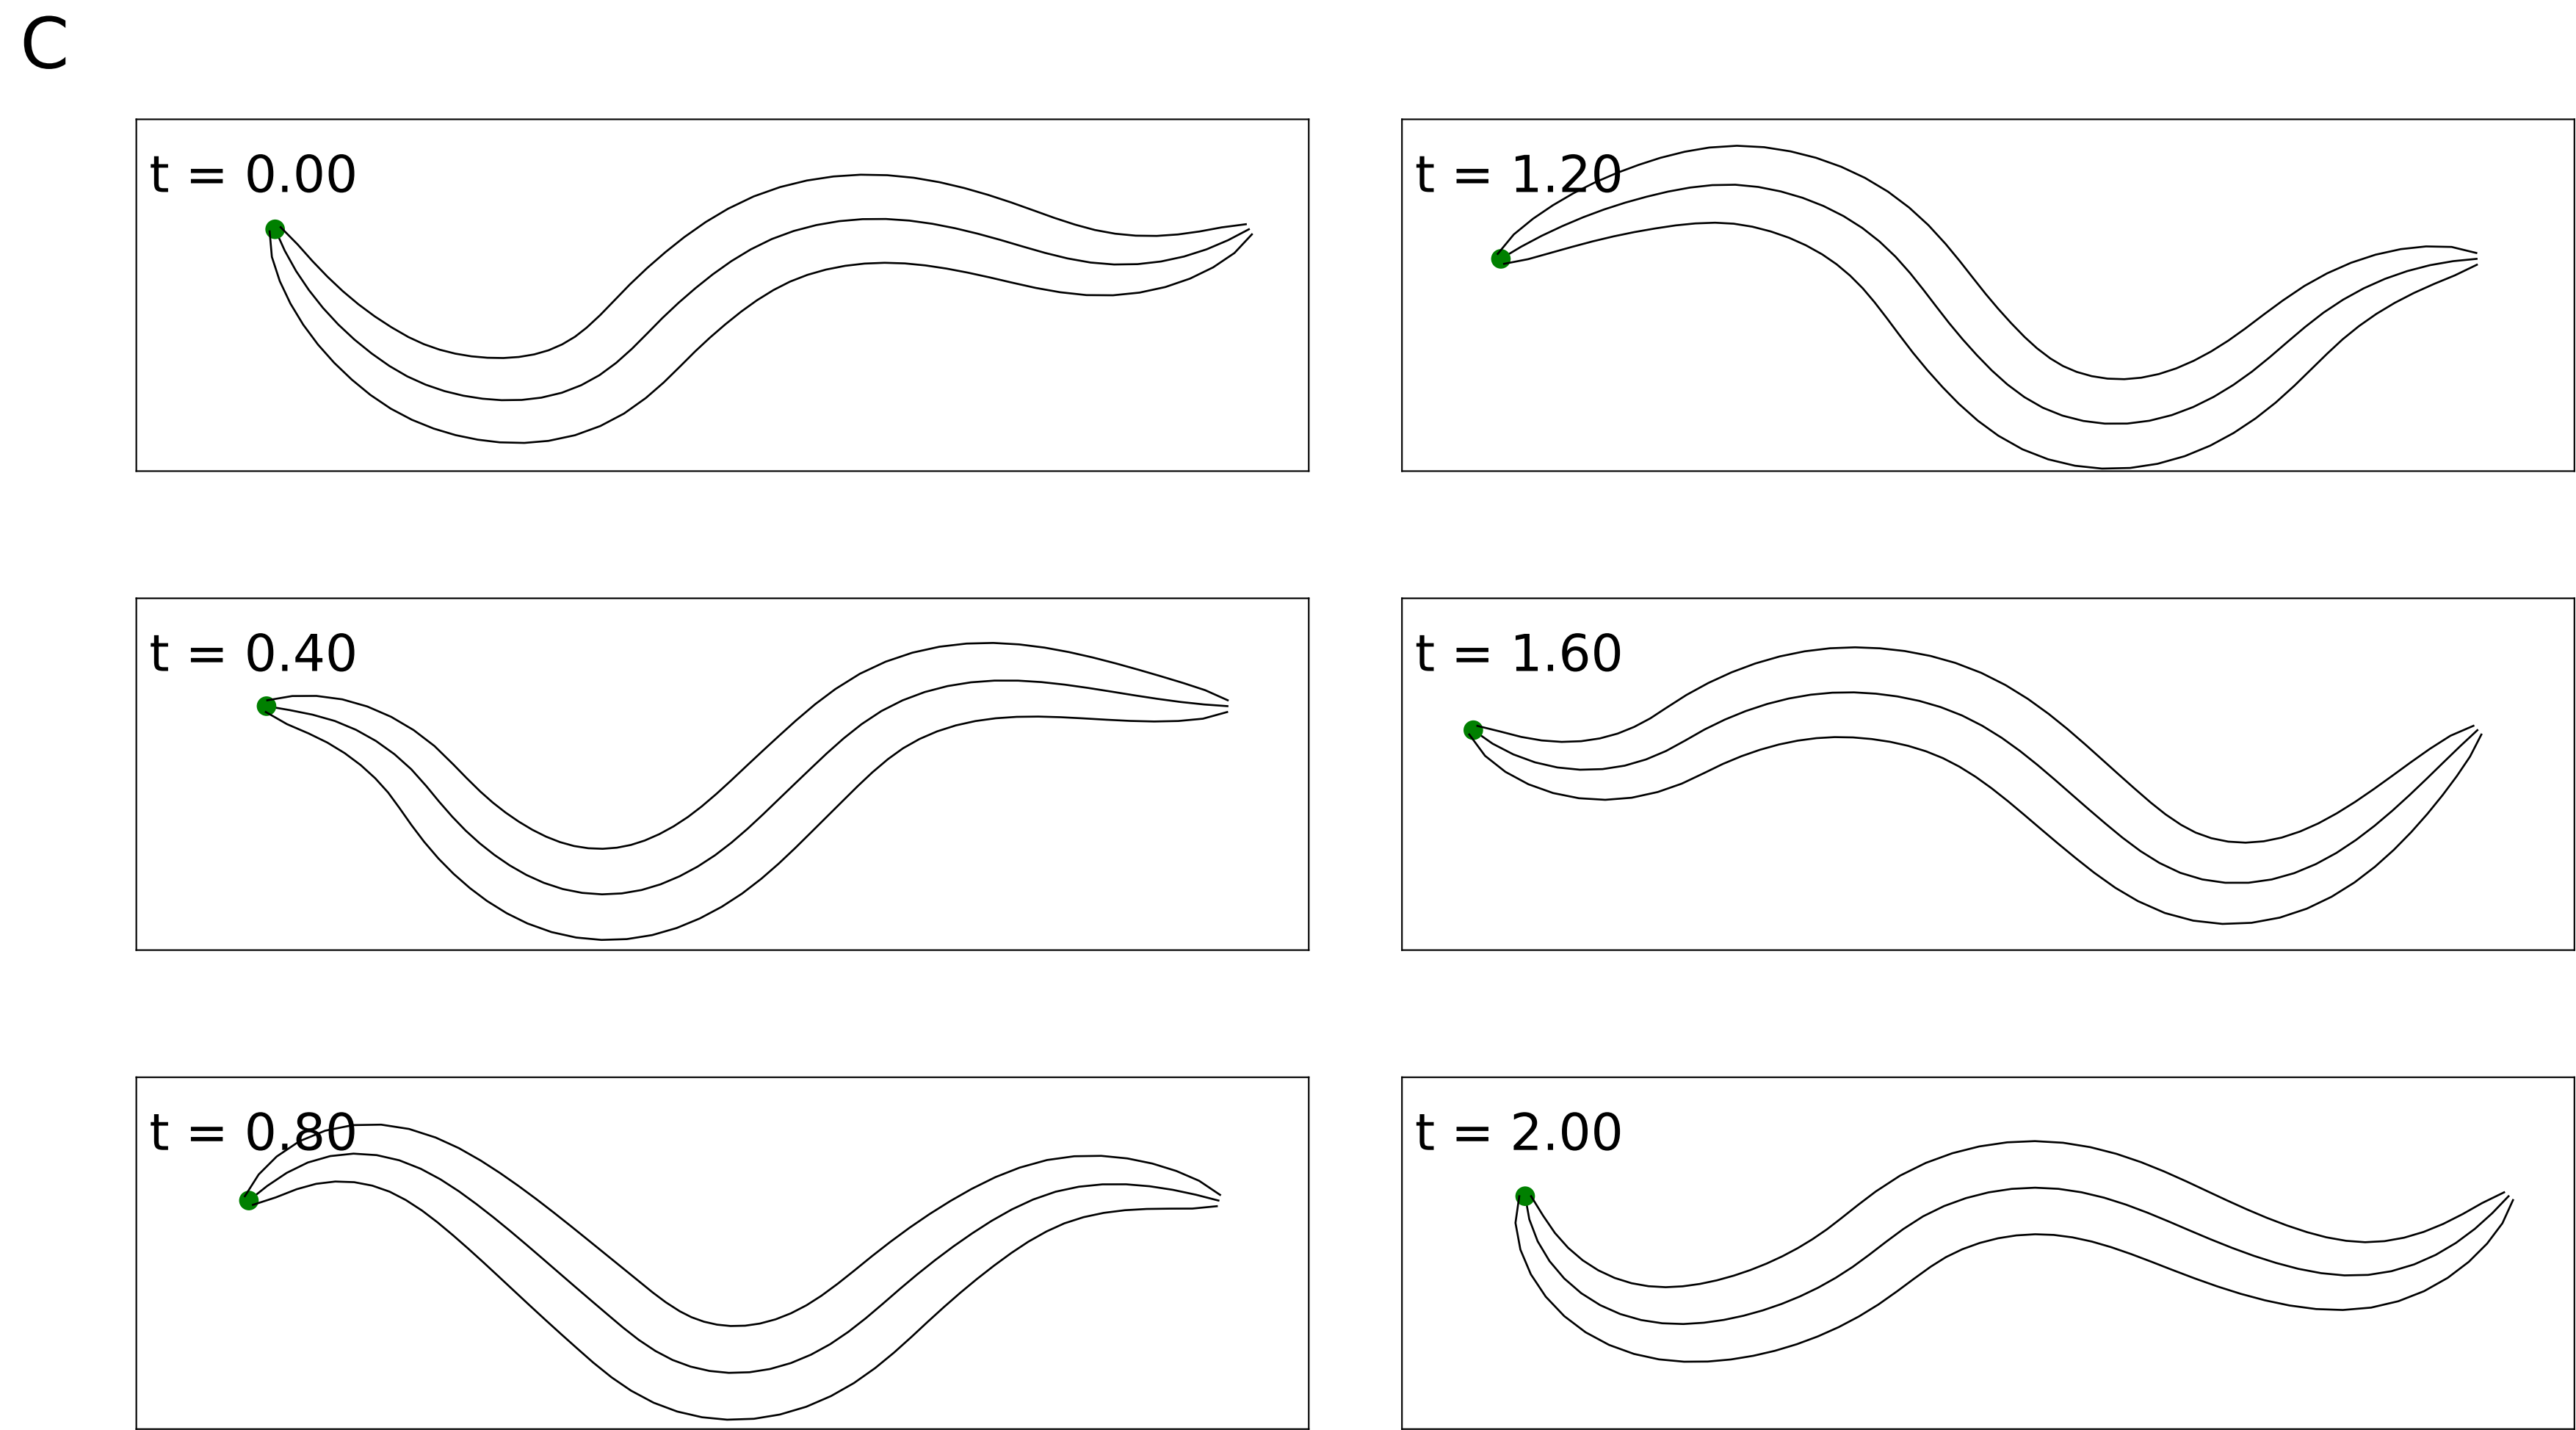 C
t = 0.00
t = 1.20
t = 0.40
t = 1.60
t = 0.80
t = 2.00